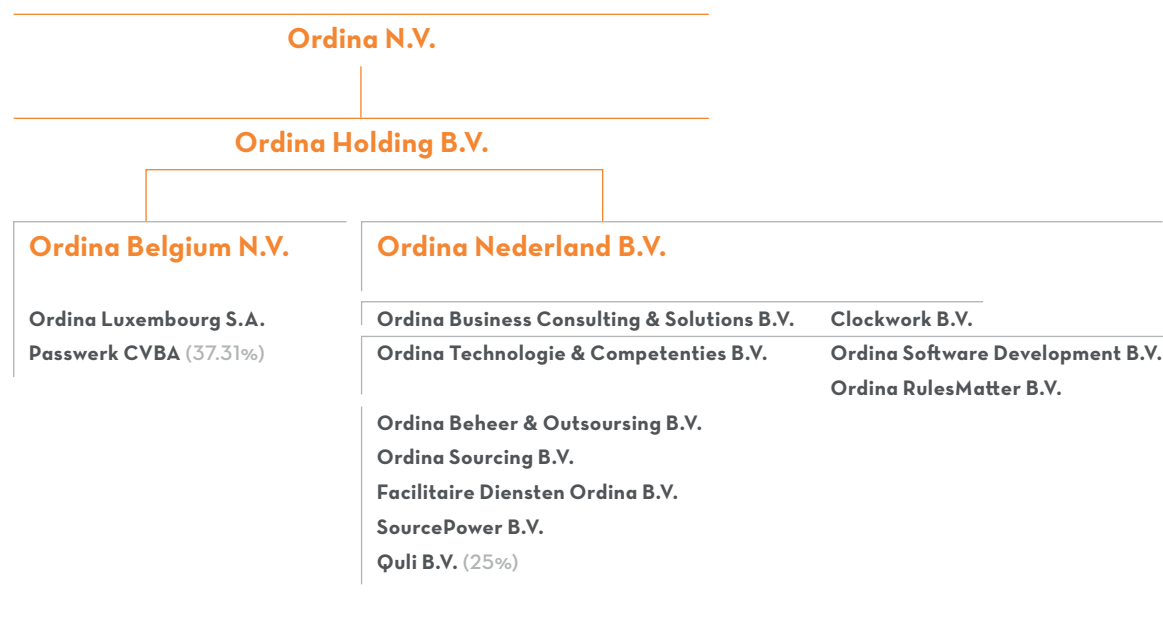 Ordina N.V.
Ordina Holding B.V.
Ordina Belgium N.V.
Ordina Luxembourg S.A.
Passwerk CVBA (37.31%)
Ordina Nederland B.V.
Ordina Business Consulting & Solutions B.V. Clockwork B.V.
Ordina Technologie & Competenties B.V. Ordina Software Development B.V.
Ordina RulesMatter B.V.
Ordina Beheer & Outsoursing B.V.
Ordina Sourcing B.V.
Facilitaire Diensten Ordina B.V.
SourcePower B.V.
Quli B.V. (25%)